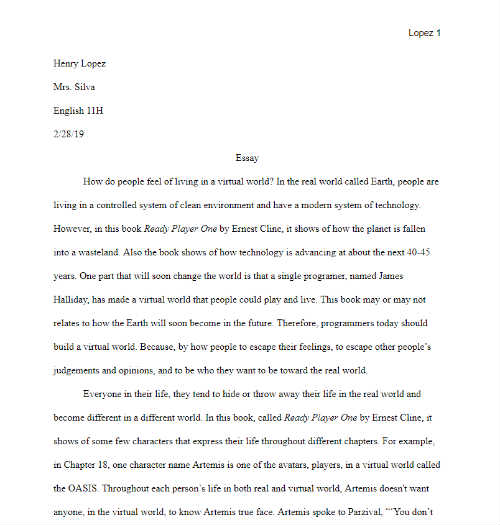 Lopez 1
Henry Lopez
Mrs. Silva
English 11H
2/28/19
Essay
How do people feel of living in a virtual world? In the real world called Earth, people are
living in a controlled system of clean environment and have a modern system of technology.
However, in this book Ready Player One by Ernest Cline, it shows of how the planet is fallen
into a wasteland. Also the book shows of how technology is advancing at about the next 40-45
years. One part that will soon change the world is that a single programer, named James
Halliday, has made a virtual world that people could play and live. This book may or may not
relates to how the Earth will soon become in the future. Therefore, programmers today should
build a virtual world. Because, by how people to escape their feelings, to escape other people’s
judgements and opinions, and to be who they want to be toward the real world.
Everyone in their life, they tend to hide or throw away their life in the real world and
become different in a different world. In this book, called Ready Player One by Ernest Cline, it
shows of some few characters that express their life throughout different chapters. For example,
in Chapter 18, one character name Artemis is one of the avatars, players, in a virtual world called
the OASIS. Throughout each person’s life in both real and virtual world, Artemis doesn't want
anyone, in the virtual world, to know Artemis true face. Artemis spoke to Parzival, “‘You don’t